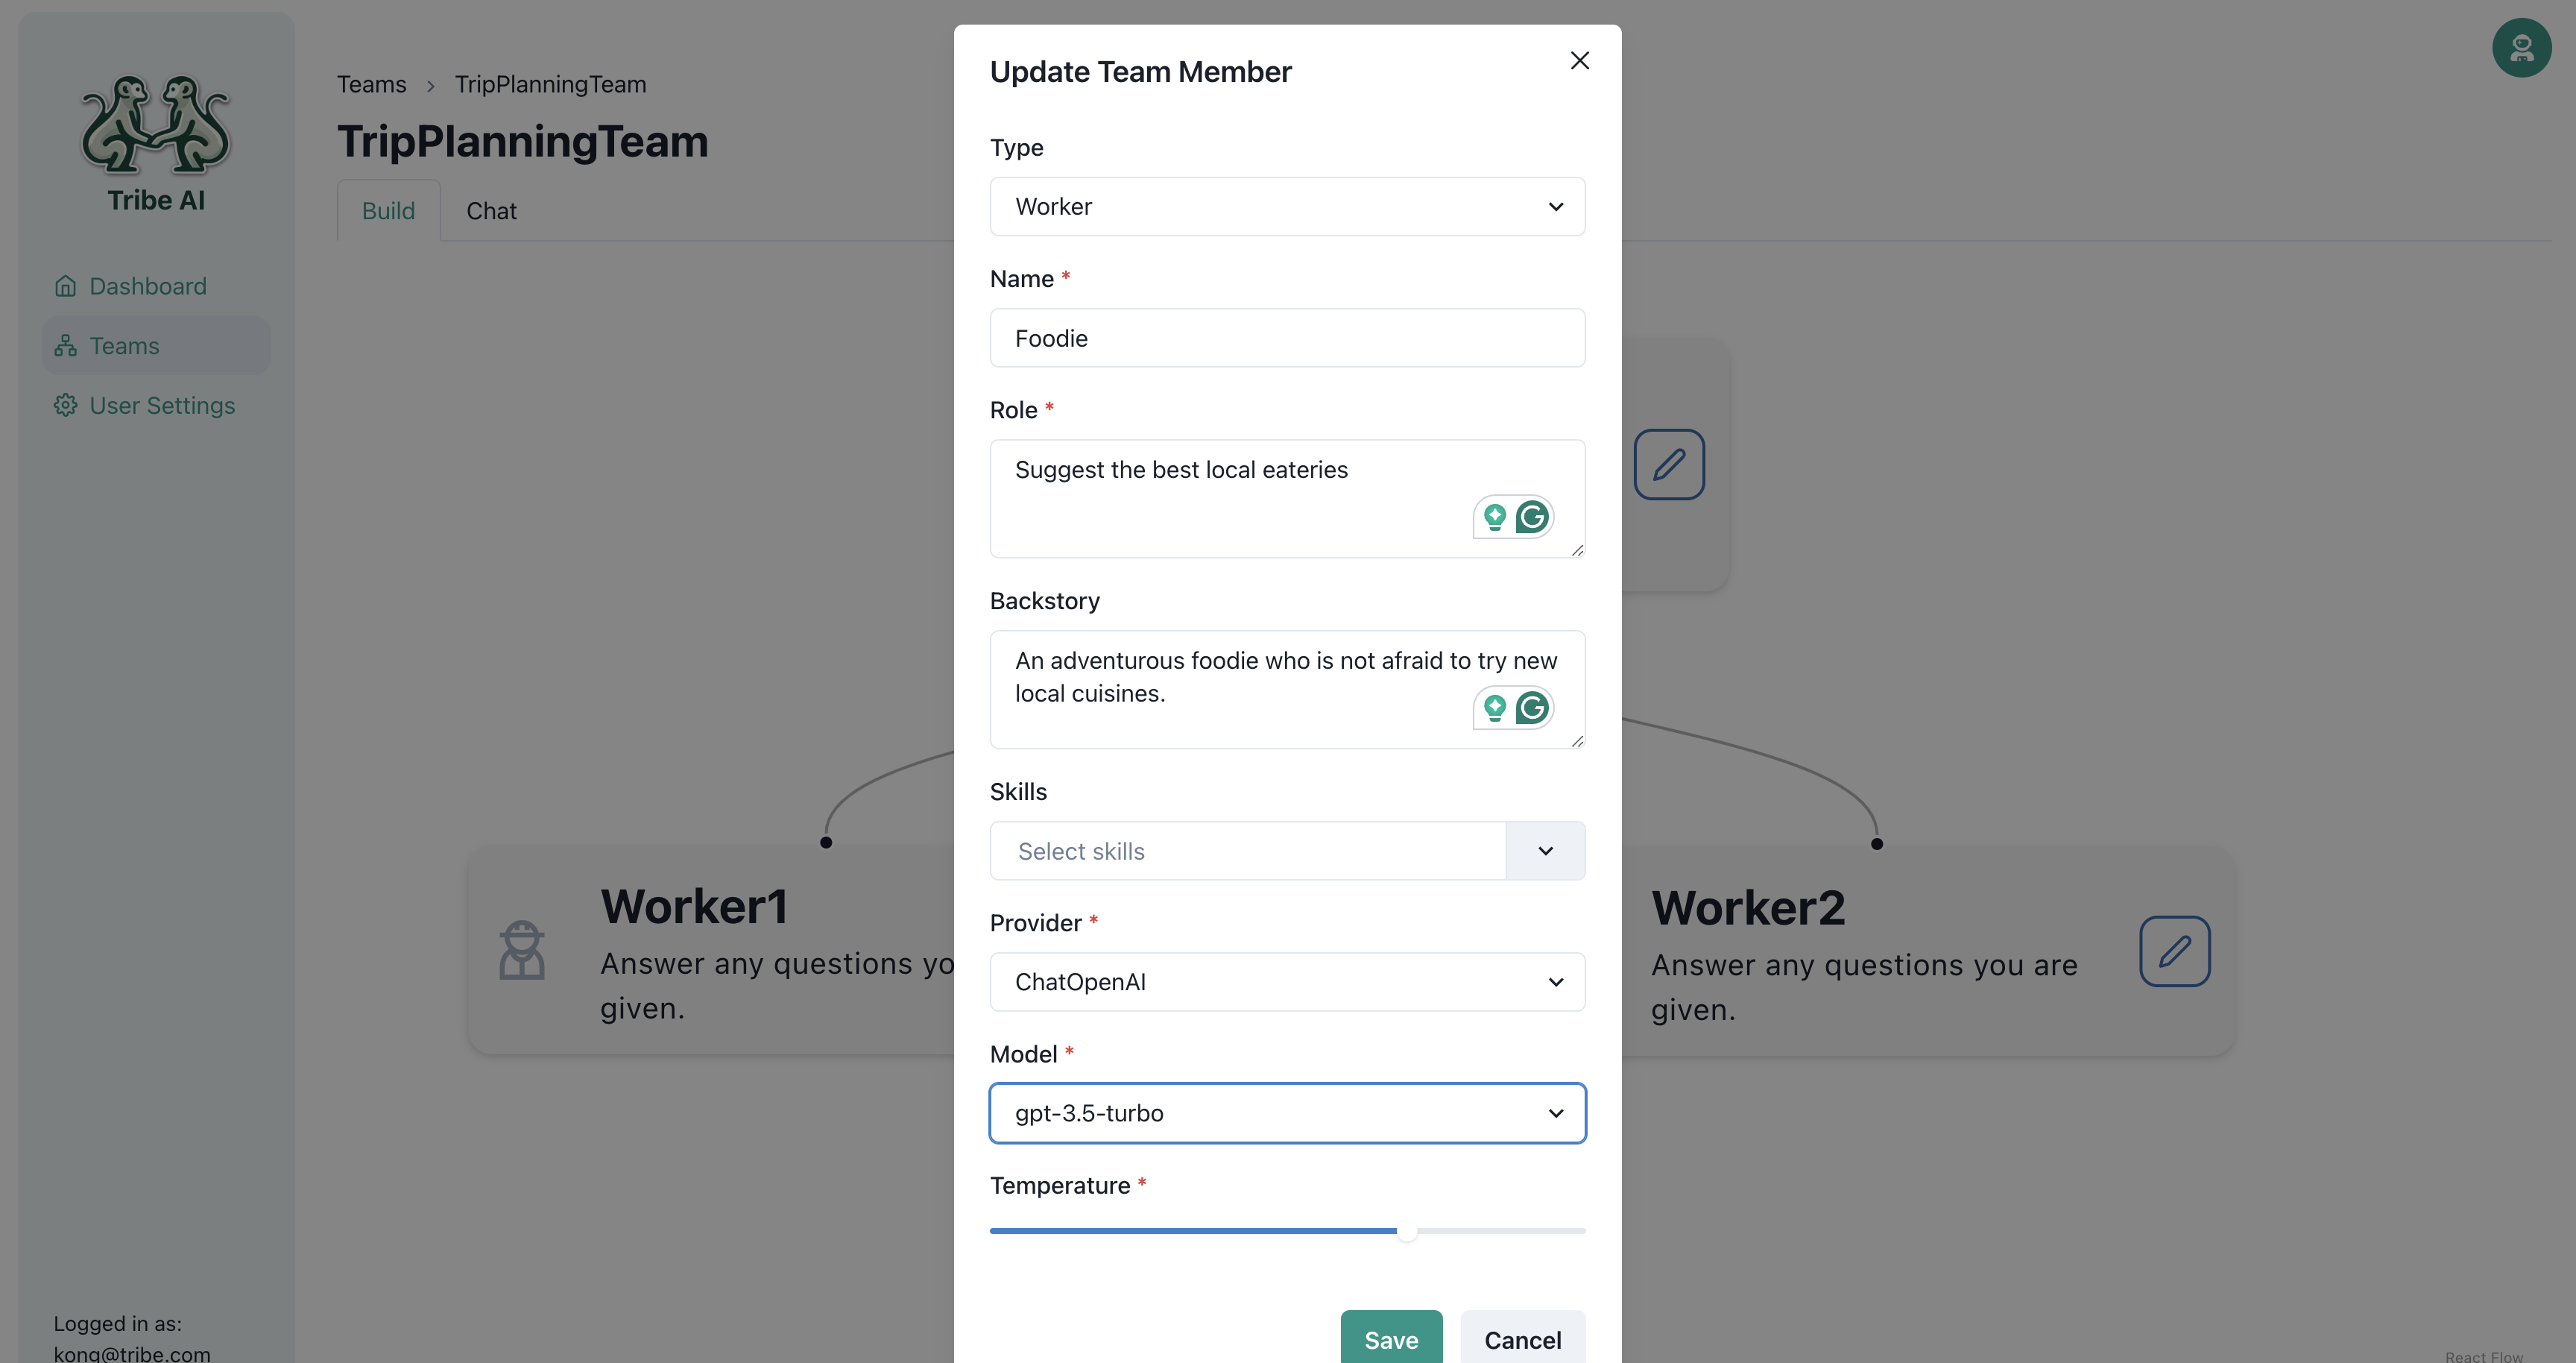 Tribe AI
Dashboard
Teams
User Settings
Logged in as:
kong@tribe.com
Teams > TripPlanningTeam
TripPlanningTeam
Build
Chat
Worker1
Answer any questions yo
given.
Update Team Member
Type
Worker
Name *
Foodie
Role *
Suggest the best local eateries
Backstory
An adventurous foodie who is not afraid to try new
local cuisines.
Skills
Select skills
Provider *
ChatOpenAI
Model *
gpt-3.5-turbo
Temperature *
Save
Cancel
Worker2
Answer any questions you are
given.
React Flow